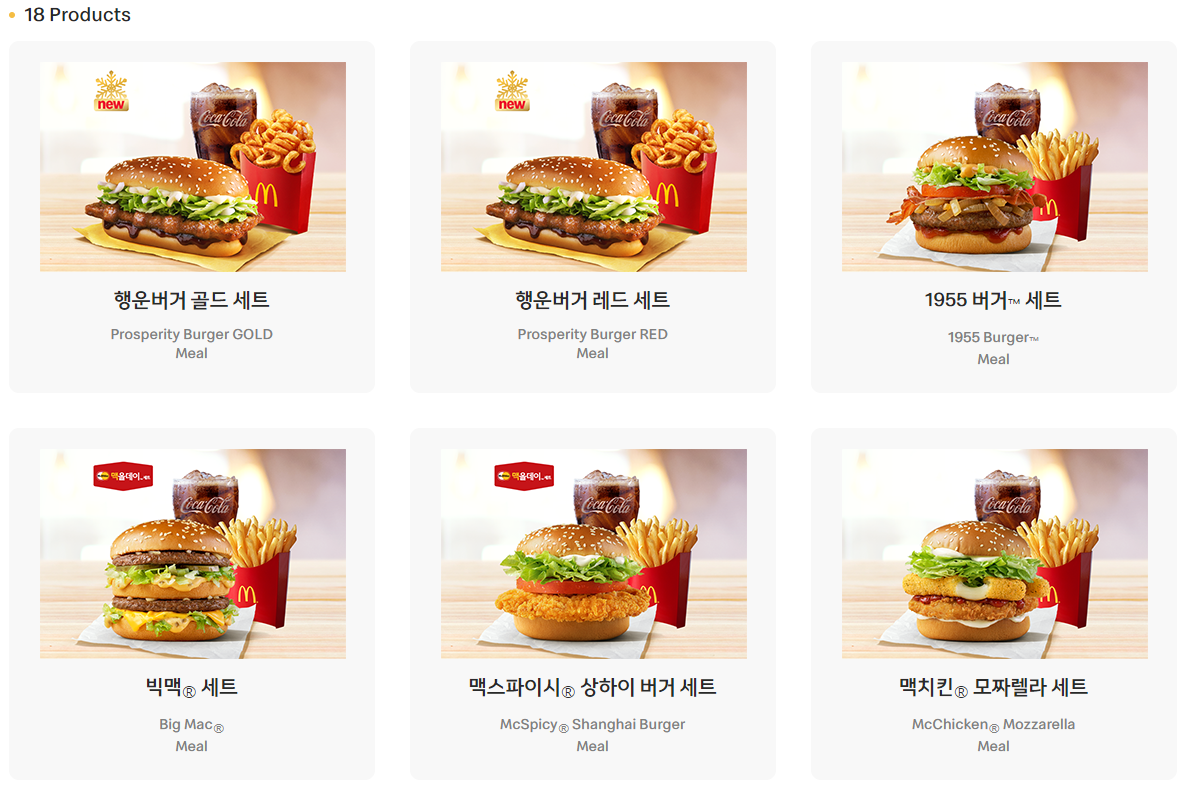 18 Products
new
Coca-Cola
new
Coca-Cola
Coca-Cola
행운버거 골드 세트
Prosperity Burger GOLD
Meal
행운버거 레드 세트
Prosperity Burger RED
Meal
1955 버거™ 세트
1955 Burger™
Meal
맥올데이 세트
Coca-Cola
맥올데이 세트
Coca-Cola
Coca-Cola
빅맥® 세트
Big Mac®
Meal
맥스파이시® 상하이 버거 세트
McSpicy® Shanghai Burger
Meal
맥치킨® 모짜렐라 세트
McChicken® Mozzarella
Meal